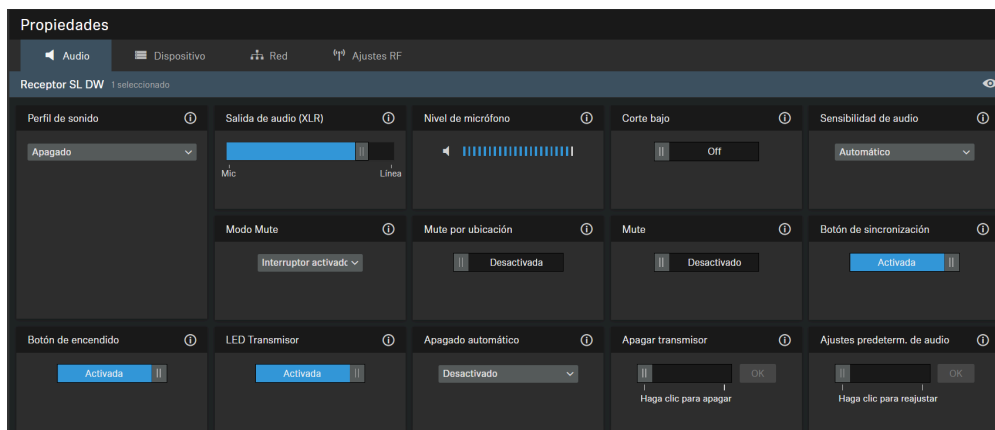 Propiedades
Audio
Dispositivo
Red
Ajustes RF
Receptor SL DW 1 seleccionado
Perfil de sonido
Salida de audio (XLR)
Nivel de micrófono
Corte bajo
Sensibilidad de audio
Apagado
Mic
Línea
Off
Automático
Modo Mute
Mute por ubicación
Mute
Botón de sincronización
Interruptor activadc
Desactivada
Desactivado
Activada
Botón de encendido
LED Transmisor
Apagado automático
Apagar transmisor
Ajustes predeterm. de audio
Activada
Activada
Desactivado
OK
OK
Haga clic para apagar
Haga clic para reajustar